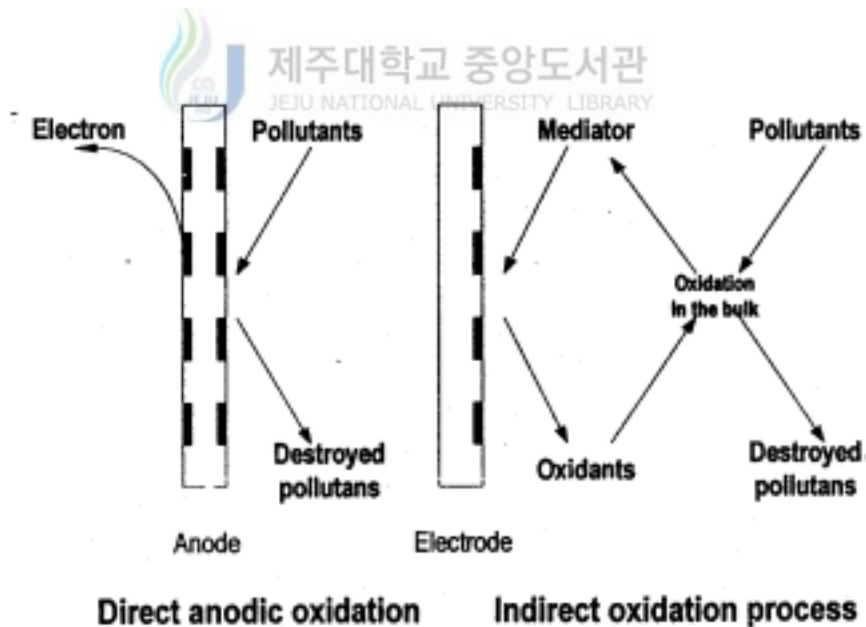 제주대학교 중앙도서관
JEJU NATIONAL UNIVERSITY LIBRARY
JEJU
Electron
Pollutants
Mediator
Pollutants
Oxidation
in the bulk
Destroyed
pollutans
Oxidants
Destroyed
pollutans
Anode
Electrode
Direct anodic oxidation
Indirect oxidation process